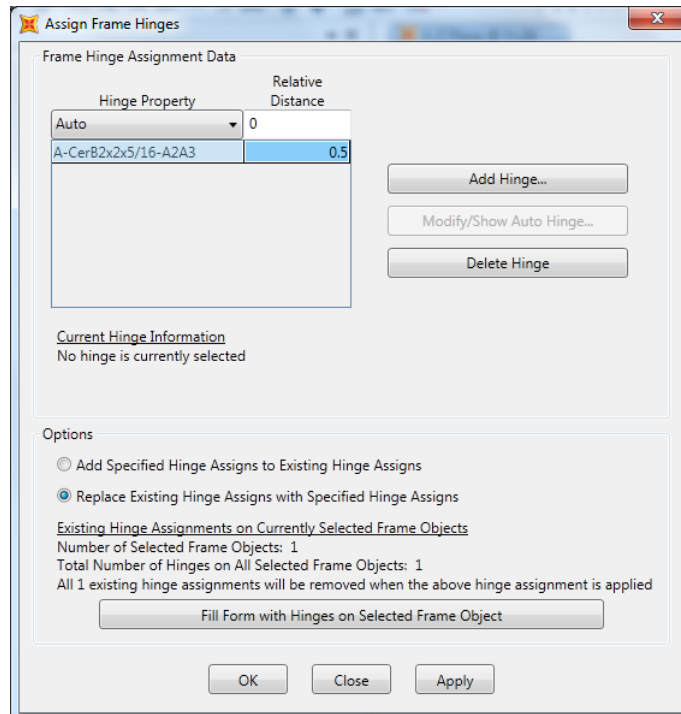 Assign Frame Hinges
Frame Hinge Assignment Data
Hinge Property
Relative
Distance
Auto
0
A-CerB2x2x5/16-A2A3
0.5
Add Hinge...
Modify/Show Auto Hinge...
Delete Hinge
Current Hinge Information
No hinge is currently selected
Options
Add Specified Hinge Assigns to Existing Hinge Assigns
Replace Existing Hinge Assigns with Specified Hinge Assigns
Existing Hinge Assignments on Currently Selected Frame Objects
Number of Selected Frame Objects: 1
Total Number of Hinges on All Selected Frame Objects: 1
All 1 existing hinge assignments will be removed when the above hinge assignment is applied
Fill Form with Hinges on Selected Frame Object
OK
Close
Apply